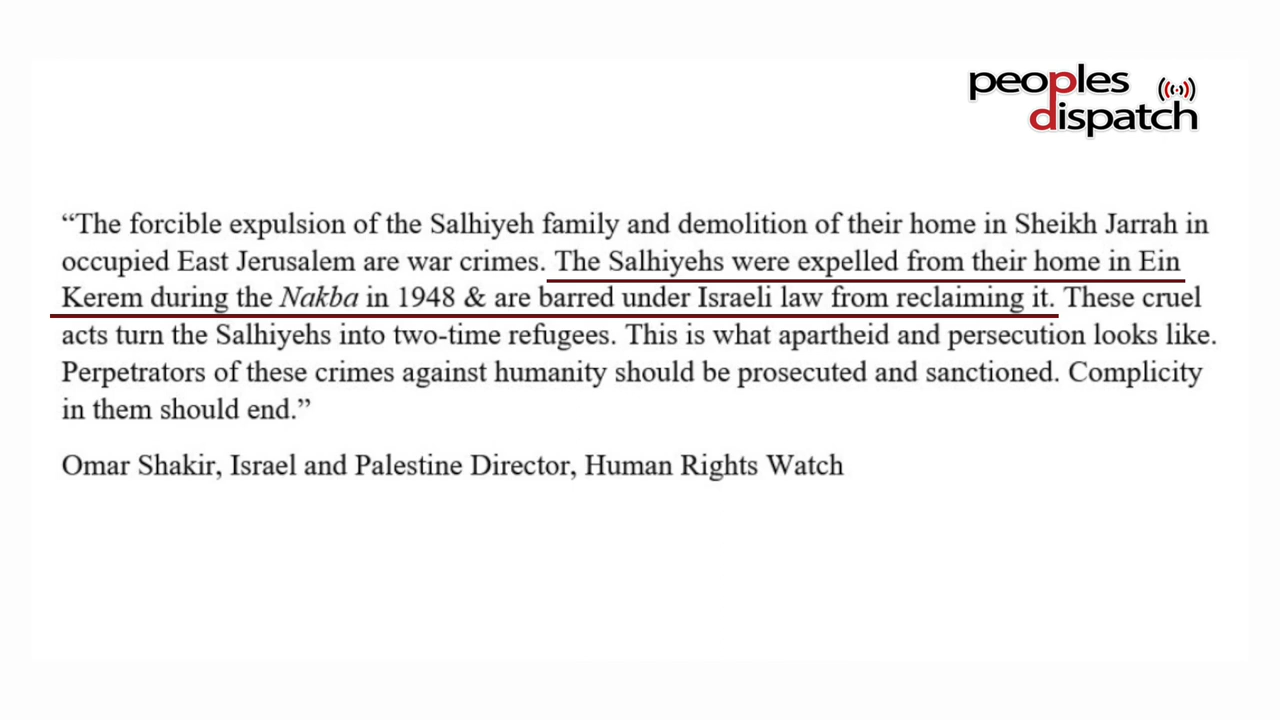 peoples
dispatch
“The forcible expulsion of the Salhiyeh family and demolition of their home in Sheikh Jarrah in
occupied East Jerusalem are war crimes. The Salhiyehs were expelled from their home in Ein
Kerem during the Nakba in 1948 & are barred under Israeli law from reclaiming it. These cruel
acts turn the Salhiyehs into two-time refugees. This is what apartheid and persecution looks like.
Perpetrators of these crimes against humanity should be prosecuted and sanctioned. Complicity
in them should end.”
Omar Shakir, Israel and Palestine Director, Human Rights Watch